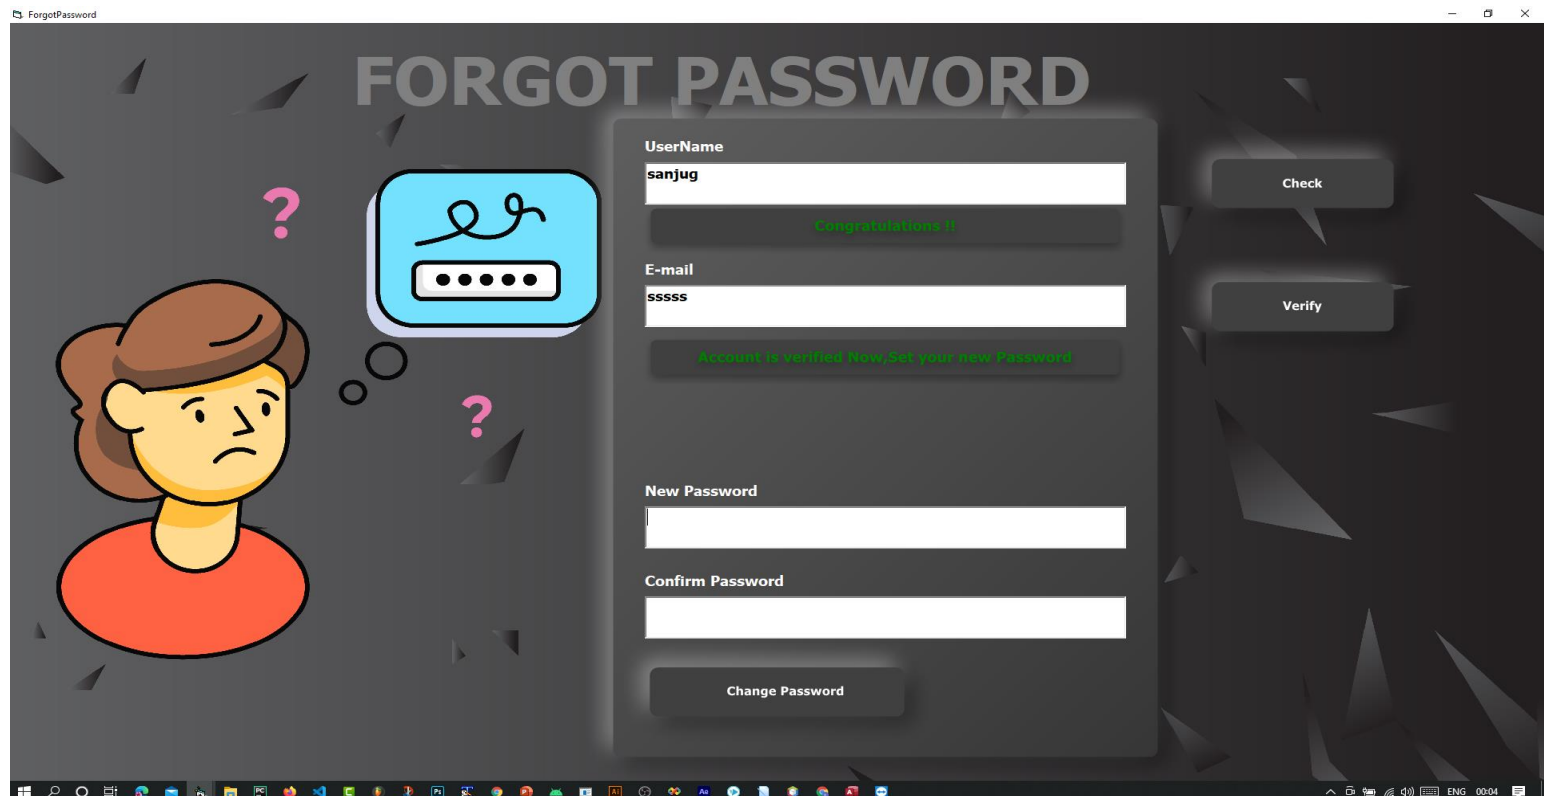 ForgotPassword
FORGOT PASSWORD
UserName
sanjug
Check
Congratulations !!
E-mail
sssss
Verify
Account is verified Now,Set your new Password
? ?
New Password
Confirm Password
Change Password
ENG 00:04